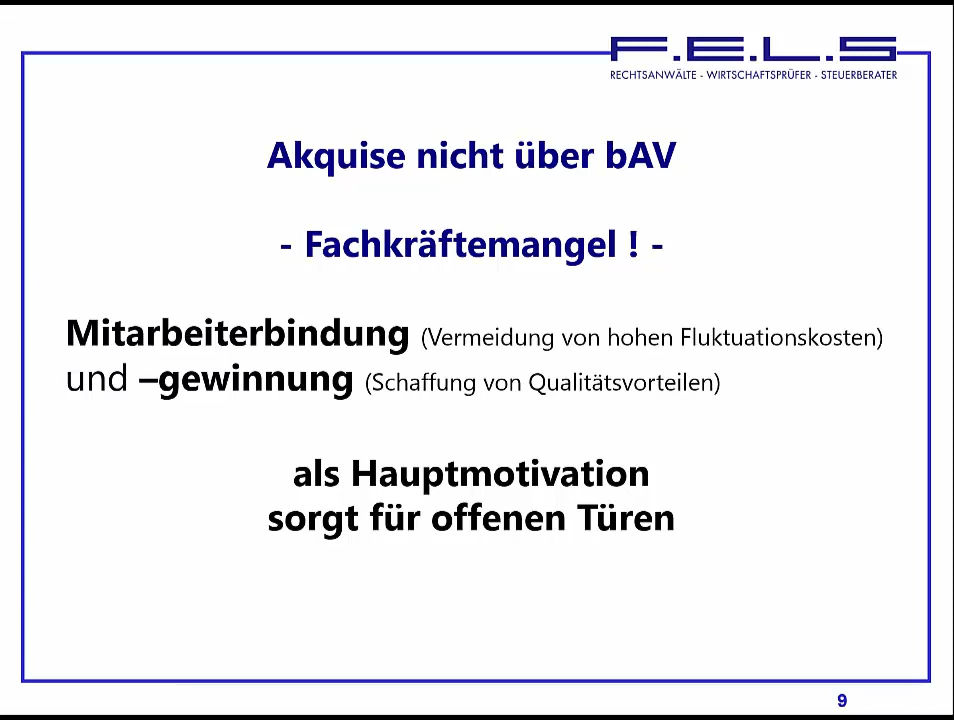 F.E.L.S
RECHTSANWÄLTE - WIRTSCHAFTSPRÜFER - STEUERBERATER
Akquise nicht über bAV
- Fachkräftemangel ! -
Mitarbeiterbindung (Vermeidung von hohen Fluktuationskosten)
und –gewinnung (Schaffung von Qualitätsvorteilen)
als Hauptmotivation
sorgt für offenen Türen
9